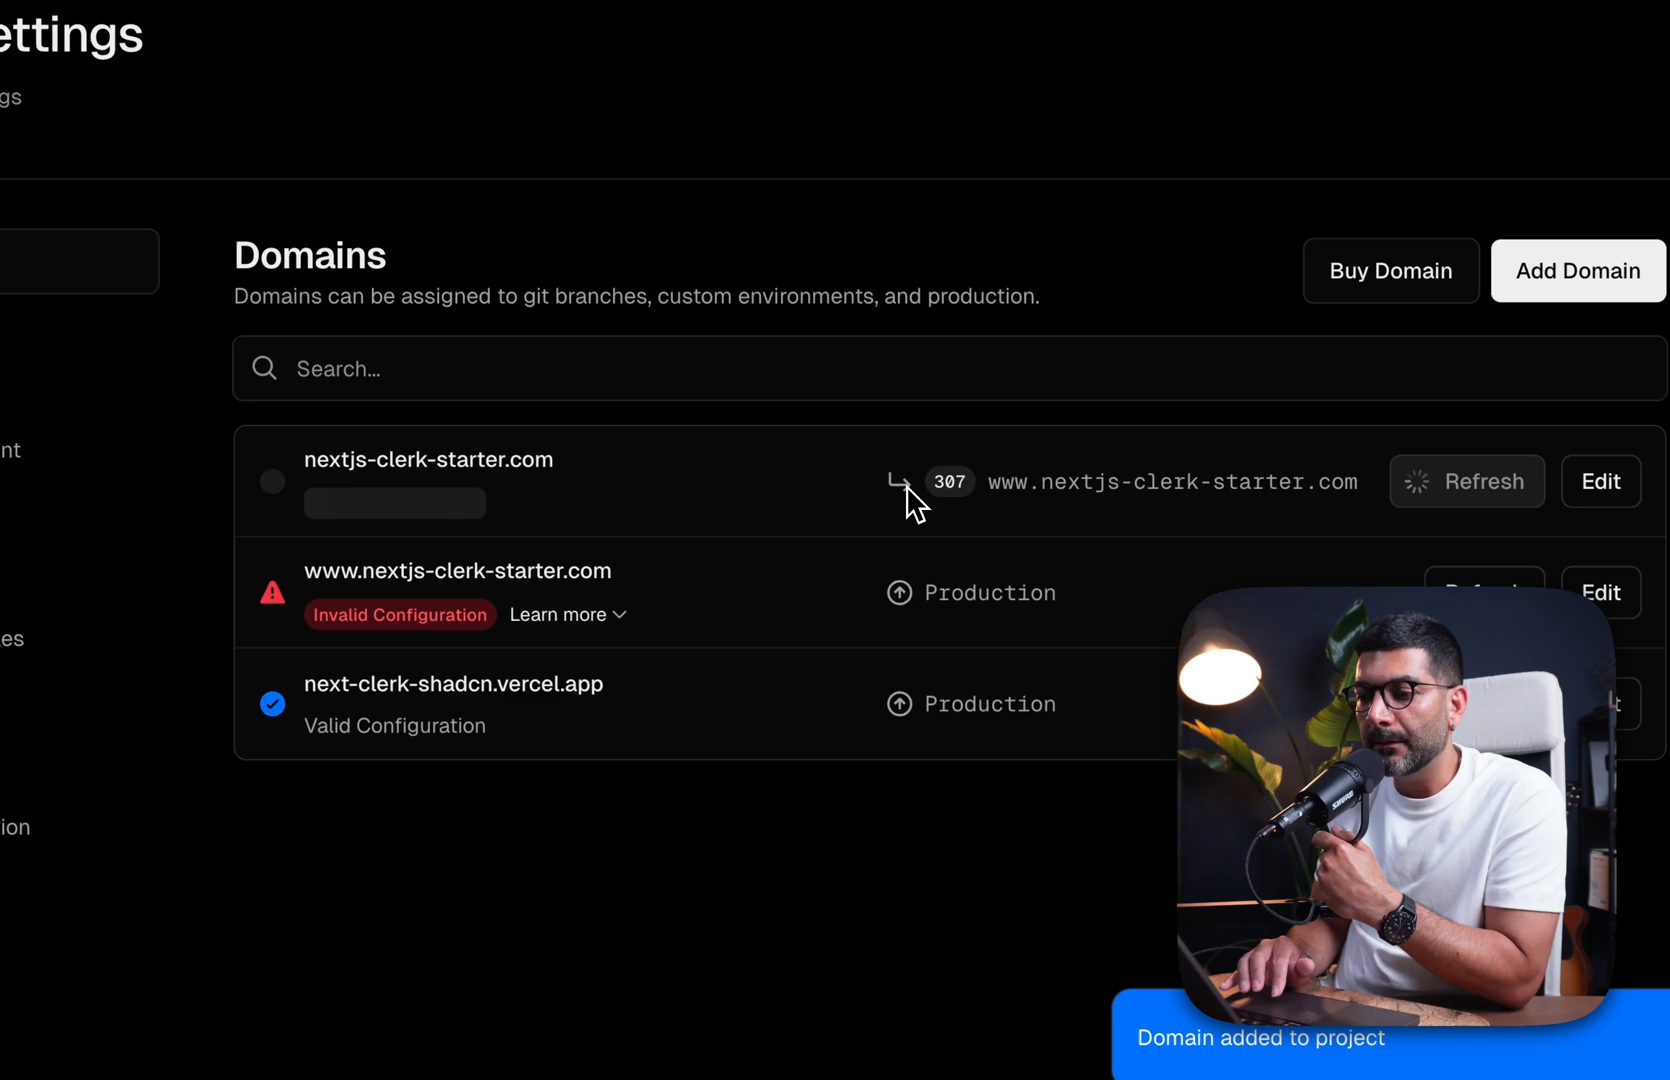 ettings
gs
Domains
Domains can be assigned to git branches, custom environments, and production.
Buy Domain
Add Domain
Search...
nextjs-clerk-starter.com
307 www.nextjs-clerk-starter.com
Refresh
Edit
nt
www.nextjs-clerk-starter.com
Invalid Configuration
Learn more
Production
Edit
les
next-clerk-shadcn.vercel.app
Valid Configuration
Production
t
ion
SHURE
Domain added to project